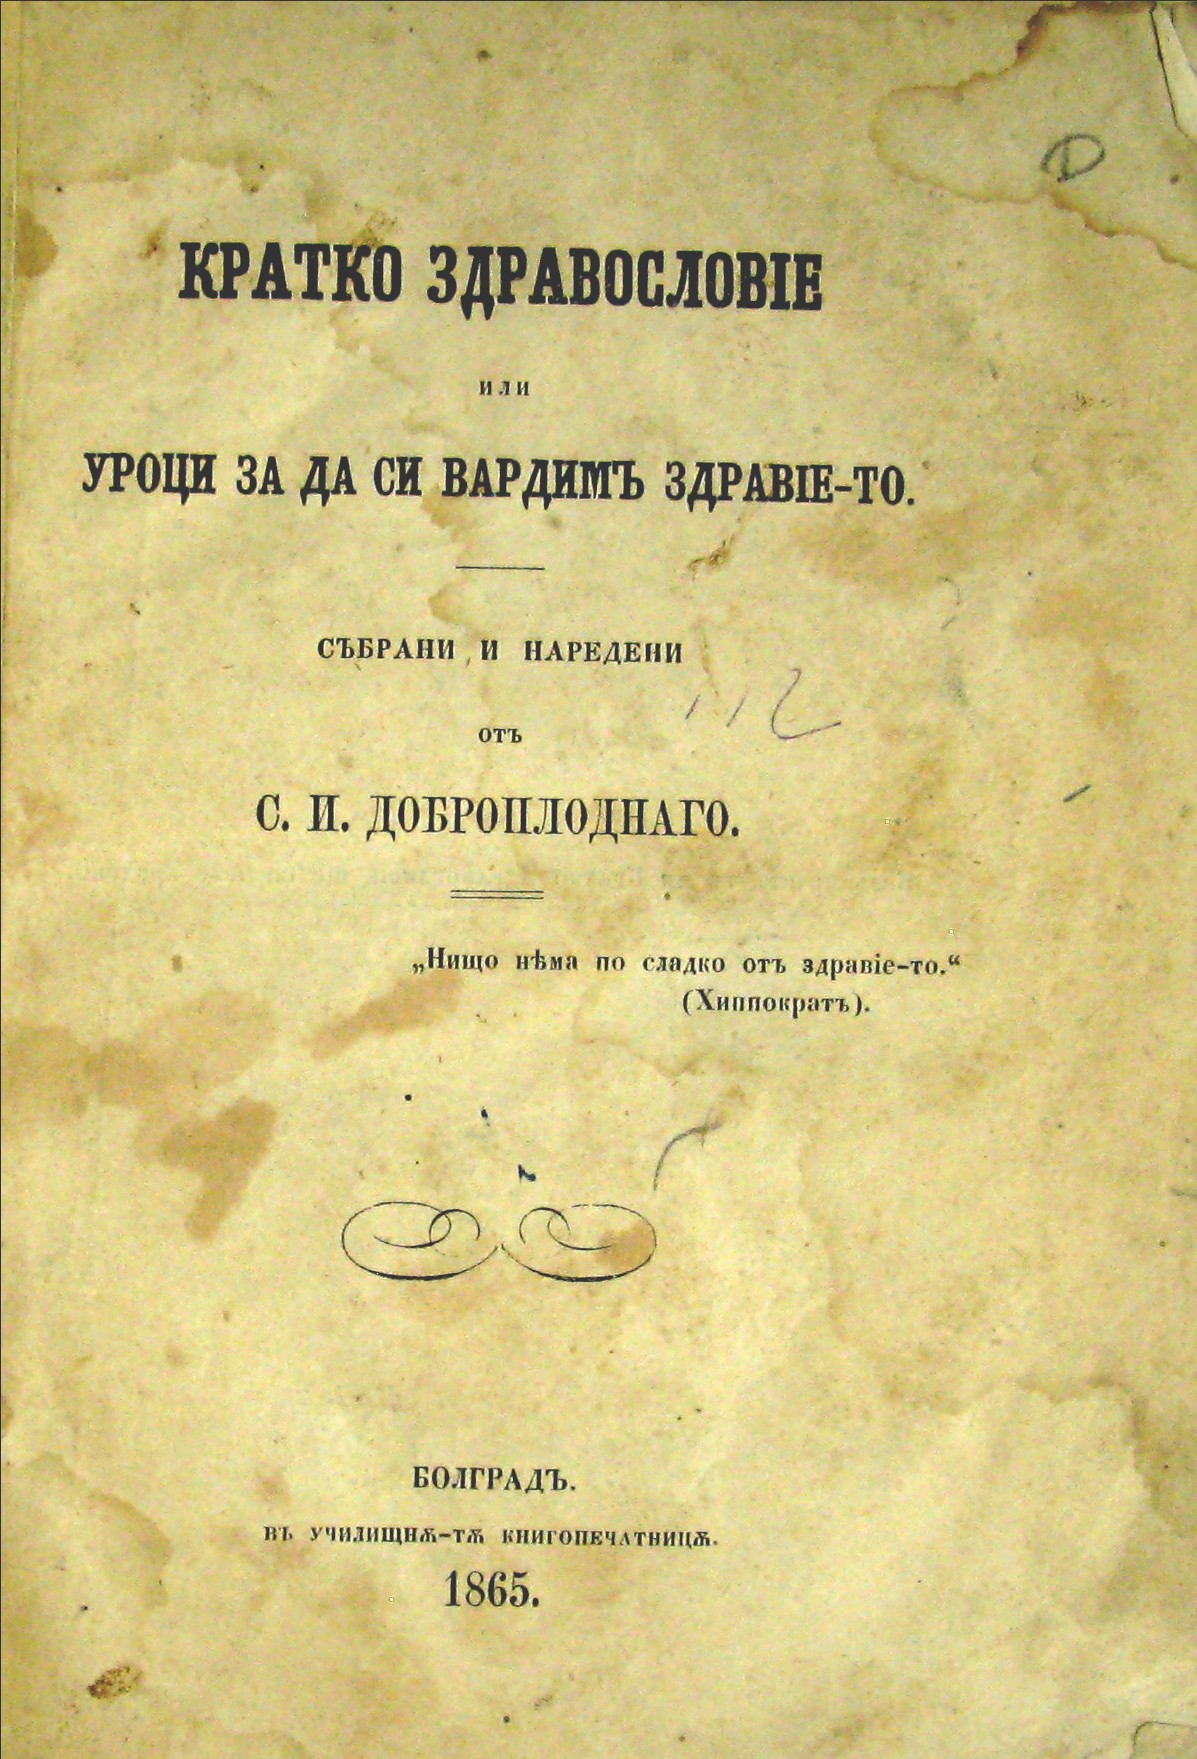 КРАТКО ЗДРАВОСЛОВІЕ
или
УРОЦИ ЗА ДА СИ ВАРДИМЪ ЗДРАВІЕ-ТО.
СЪБРАНИ И НАРЕДЕНИ
отъ
С. И. ДОБРОПЛОДНАГО.
„Нищо нѣма по сладко отъ здравіе-то.“
(Хиппократъ).
БОЛГРАДЪ.
въ училищнѫ-тѫ книгопечатницѫ.
1865.